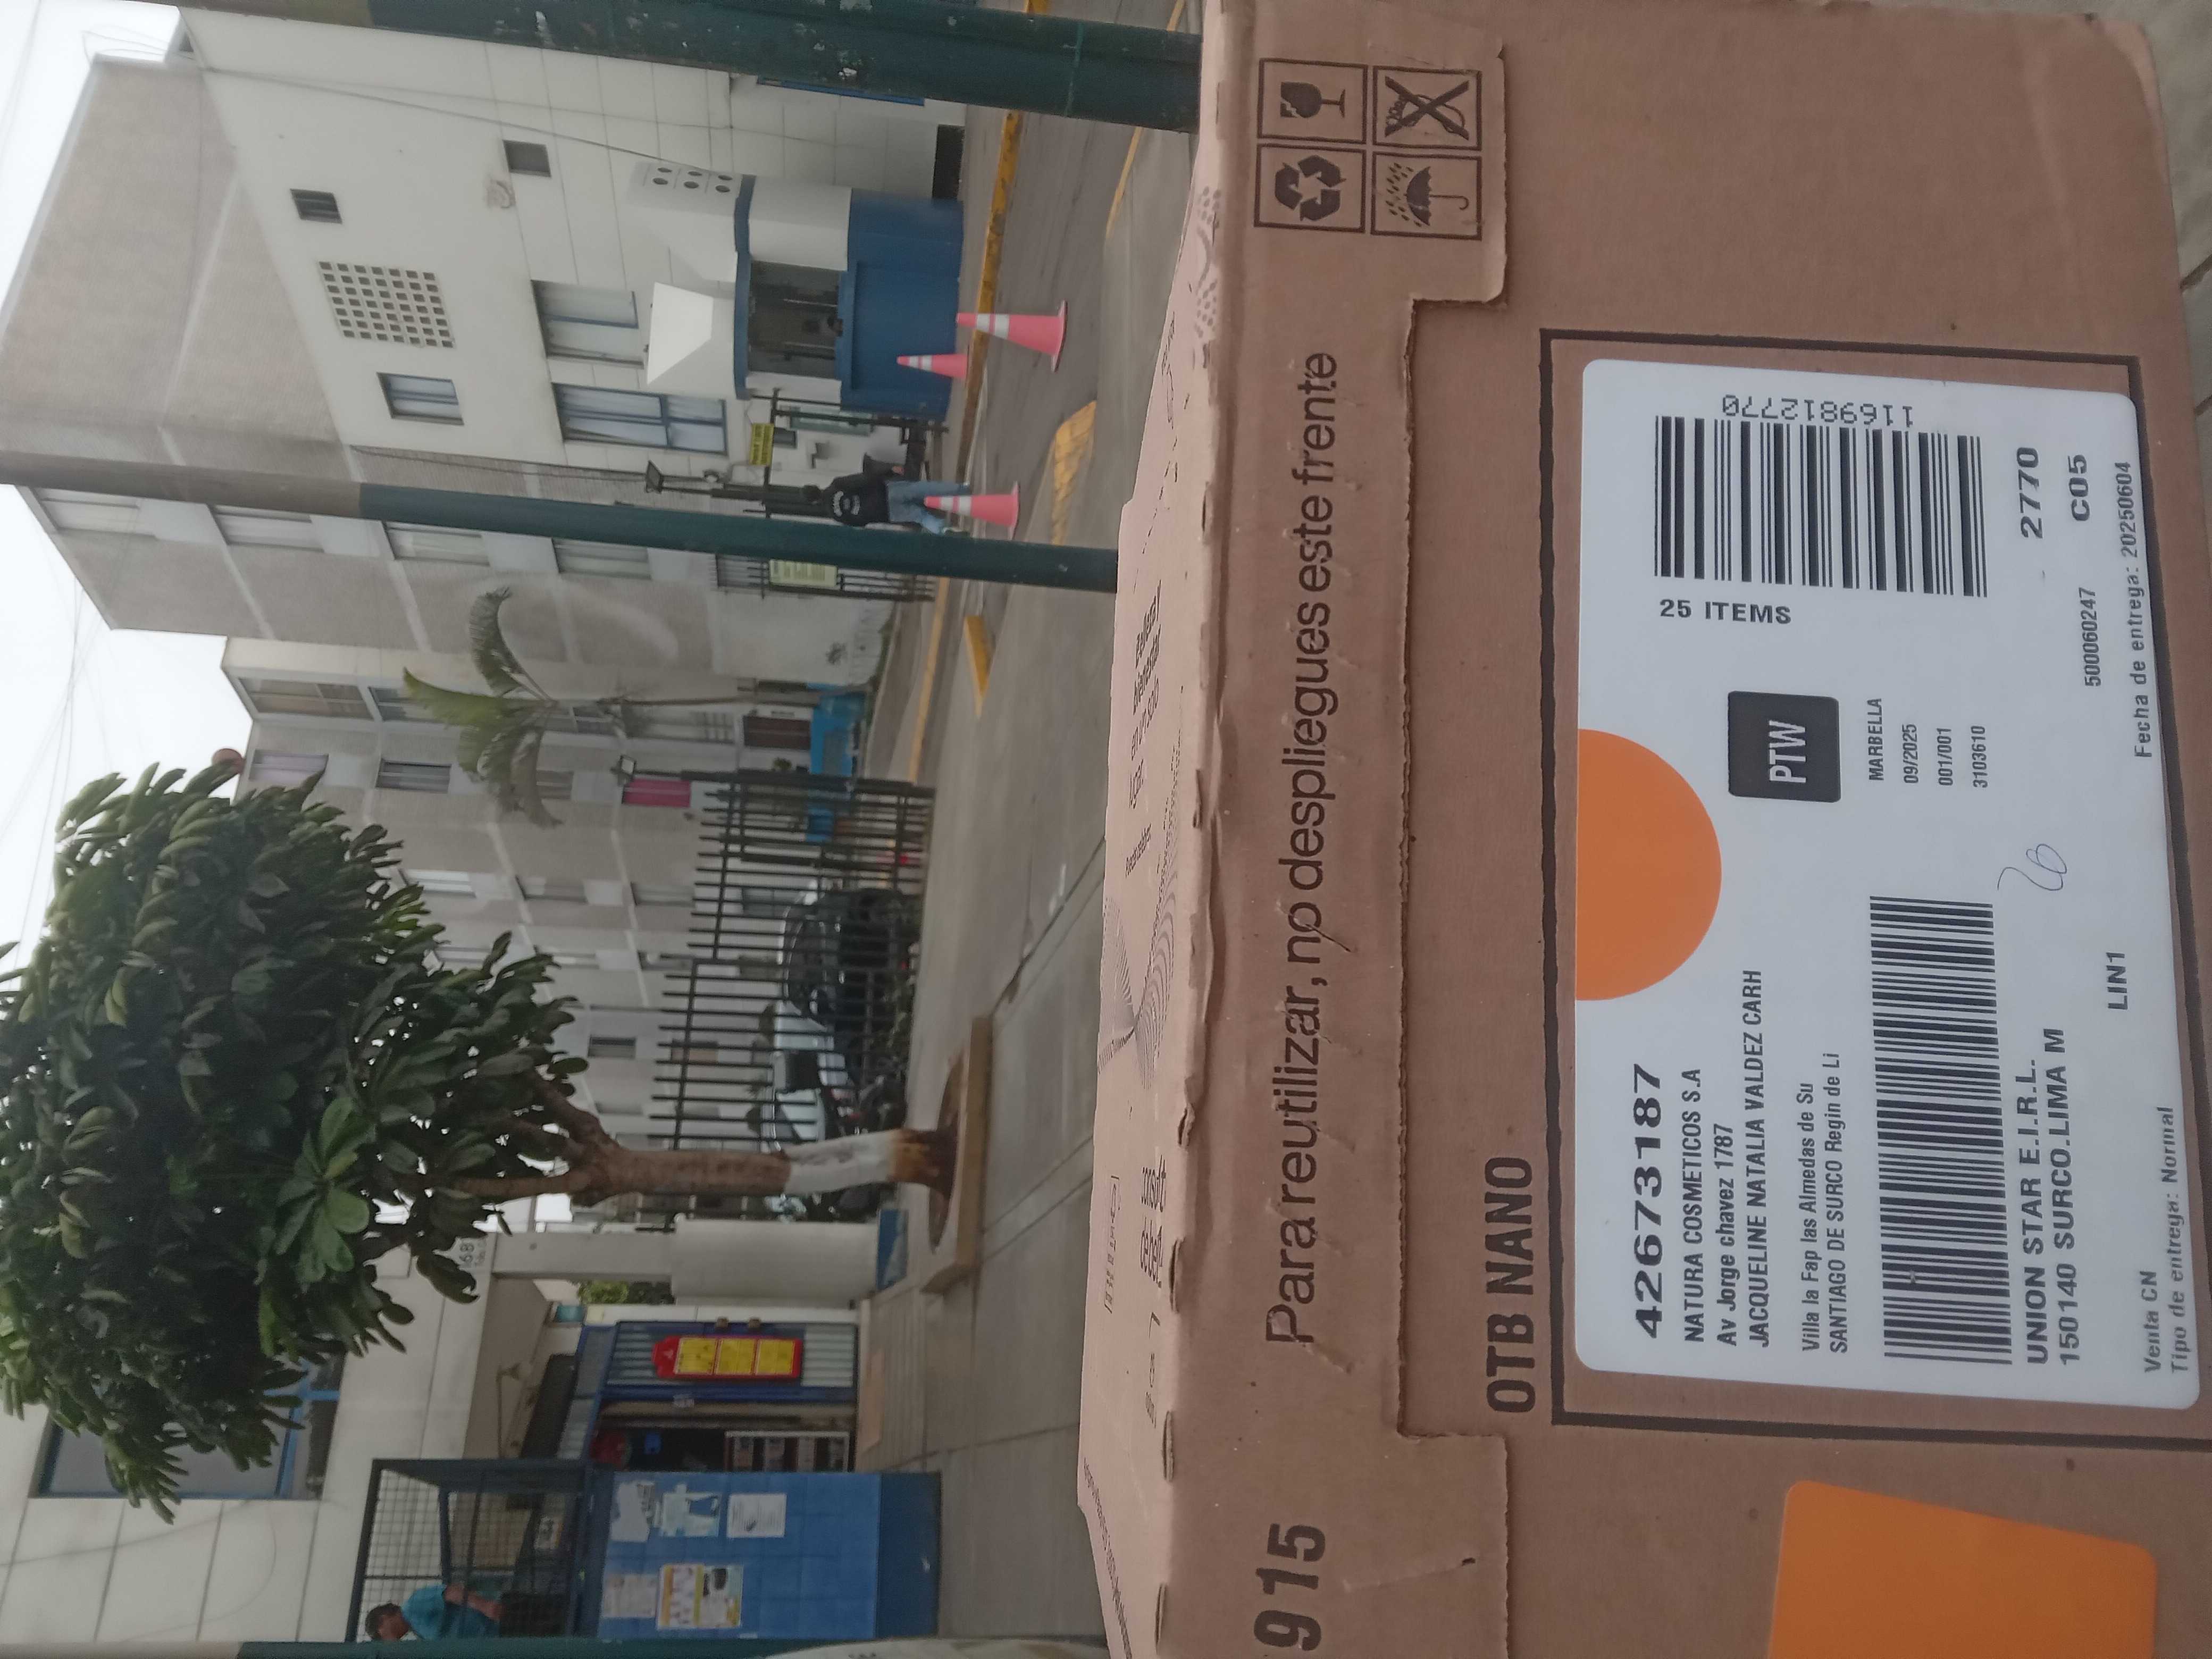 915
Para reutilizar, no despliegues este frente
OTB NANO
426731​87
NATURA COSMETICOS S.A
Av Jorge chavez 1787
JACQUELINE NATALIA VALDEZ CARH
Villa la Fap las Almedas de Su
SANTIAGO DE SURCO Regin de Li
UNION STAR E.I.R.L.
150140 SURCO.LIMA M
LIN1
Venta CN
Tipo de entrega: Normal
PTW
MARBELLA
09/2025
001/001
3103610
25 ITEMS
1169812770
2770
C05
500060247
Fecha de entrega: 20250604